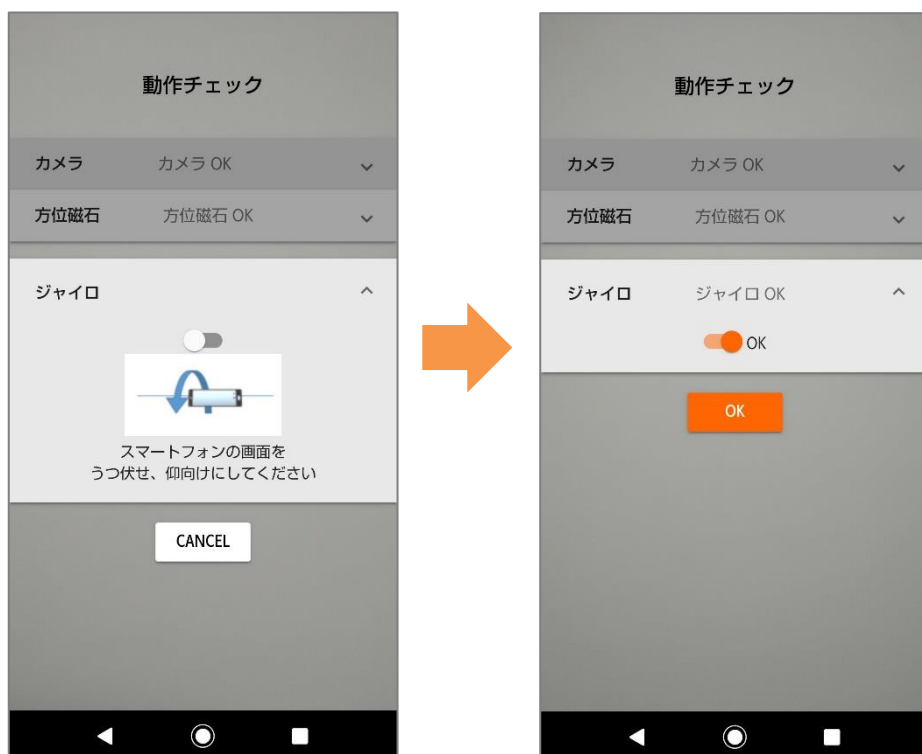 動作チェック
カメラ カメラ OK
方位磁石 方位磁石 OK
ジャイロ
スマートフォンの画面を
うつ伏せ、仰向けにしてください
CANCEL
動作チェック
カメラ カメラ OK
方位磁石 方位磁石 OK
ジャイロ ジャイロ OK
OK
OK